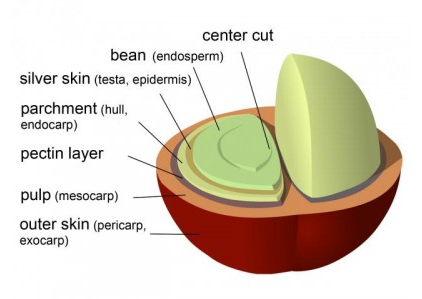 center cut
bean (endosperm)
silver skin (testa, epidermis)
parchment (hull,
endocarp)
pectin layer
pulp (mesocarp)
outer skin (pericarp,
exocarp)